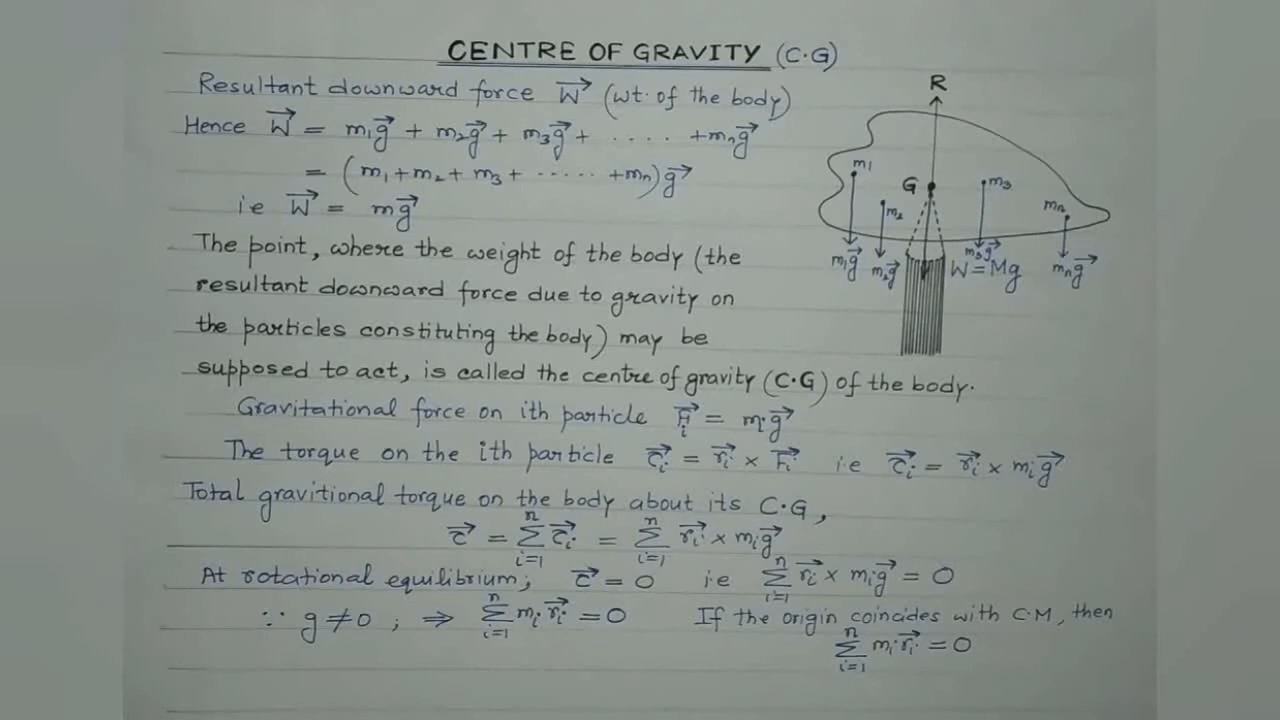 CENTRE OF GRAVITY (C.G)
Resultant downward force W⃗ (wt. of the body)
Hence W⃗ = m₁g⃗ + m₂g⃗ + m₃g⃗ + ..... +mₙg⃗
= (m₁+m₂+m₃+ ...... +mₙ)g⃗
i.e W⃗ = mg⃗
The point, where the weight of the body (the
resultant downward force due to gravity on
the particles constituting the body) may be
supposed to act, is called the centre of gravity (C.G) of the body.
R
m₁
G
m₂
m₃
mₙ
m₁g⃗
m₂g⃗
m₃g⃗
W=Mg
mₙg⃗
Gravitational force on ith particle F⃗ᵢ = mᵢg⃗
The torque on the ith particle τ⃗ᵢ = r⃗ᵢ × F⃗ᵢ i.e τ⃗ᵢ = r⃗ᵢ × mᵢg⃗
Total gravitional torque on the body about its C.G,
τ⃗ = ∑ⁿᵢ₌₁ τ⃗ᵢ = ∑ⁿᵢ₌₁ r⃗ᵢ × mᵢg⃗
At rotational equilibrium; τ⃗ = 0 i.e ∑ⁿᵢ₌₁ r⃗ᵢ × mᵢg⃗ = 0
∵ g≠0 ; ⇒ ∑ⁿᵢ₌₁ mᵢr⃗ᵢ = 0 If the origin coincides with C.M, then
∑ⁿᵢ₌₁ mᵢr⃗ᵢ = 0